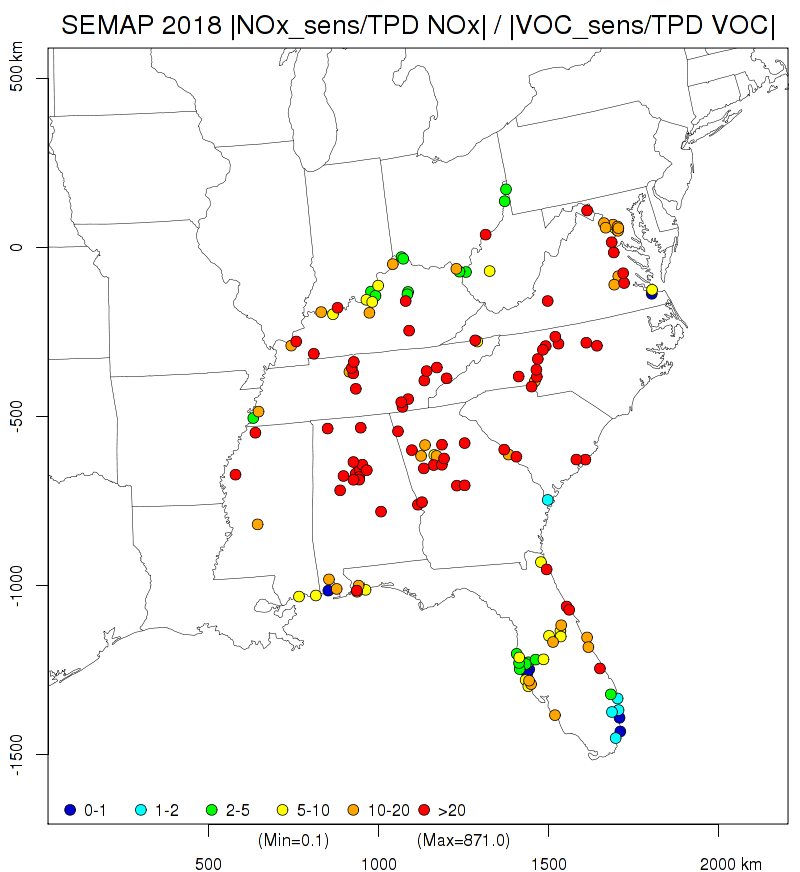 SEMAP 2018 |NOx_sens/TPD NOx| / |VOC_sens/TPD VOC|
500 km
0
-500
-1000
-1500
0-1 1-2 2-5 5-10 10-20 >20
(Min=0.1) (Max=871.0)
500 1000 1500 2000 km